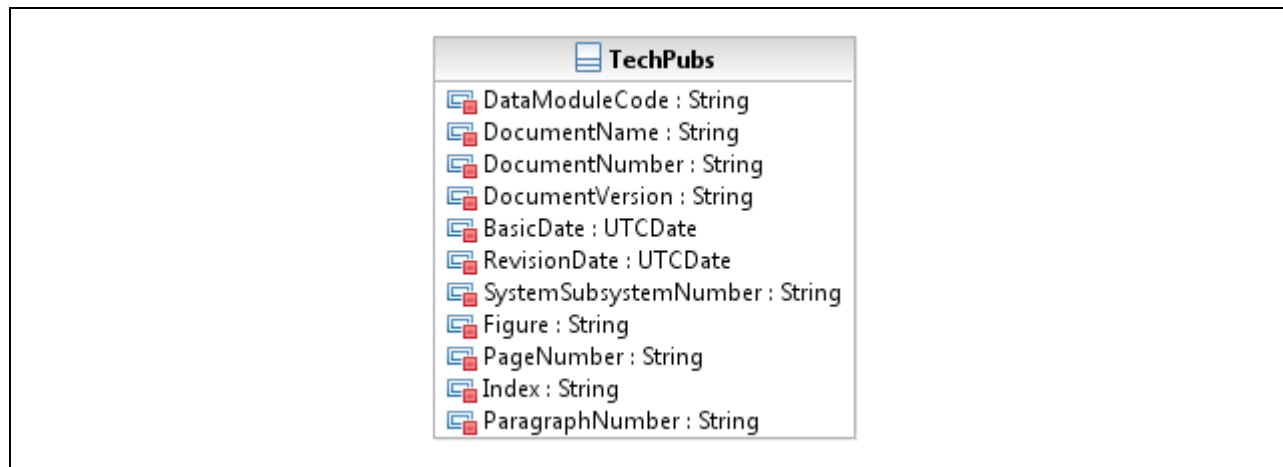 TechPubs
DataModuleCode : String
DocumentName : String
DocumentNumber : String
DocumentVersion : String
BasicDate : UTCDate
RevisionDate : UTCDate
SystemSubsystemNumber : String
Figure : String
PageNumber : String
Index : String
ParagraphNumber : String